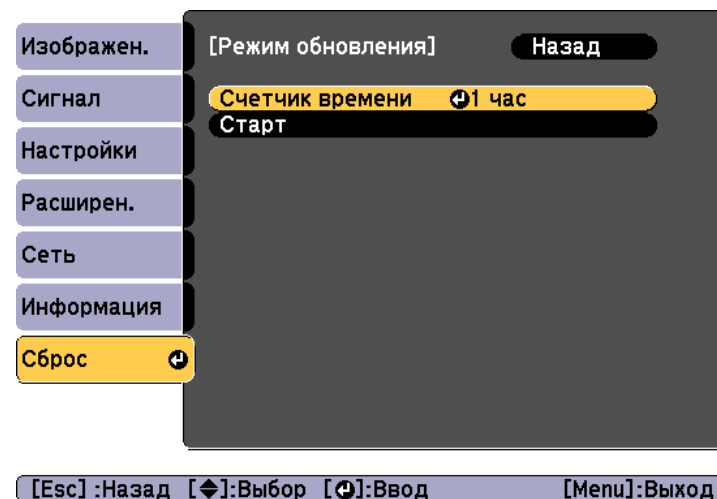 Изображен.
Сигнал
Настройки
Расширен.
Сеть
Информация
Сброс
[Режим обновления] Назад
Счетчик времени 1 час
Старт
[Esc] :Назад [◆]:Выбор [⏎]:Ввод [Menu]:Выход